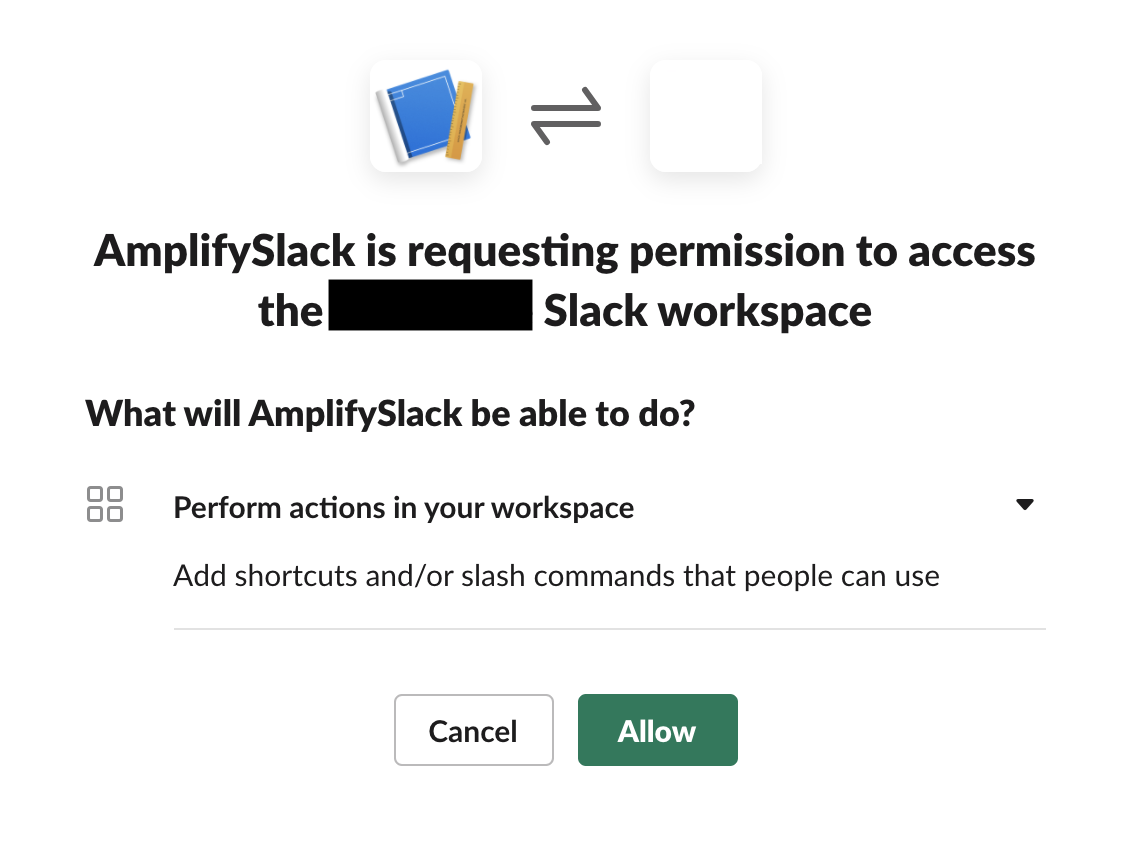 AmplifySlack is requesting permission to access
the Slack workspace
What will AmplifySlack be able to do?
Perform actions in your workspace
Add shortcuts and/or slash commands that people can use
Cancel
Allow